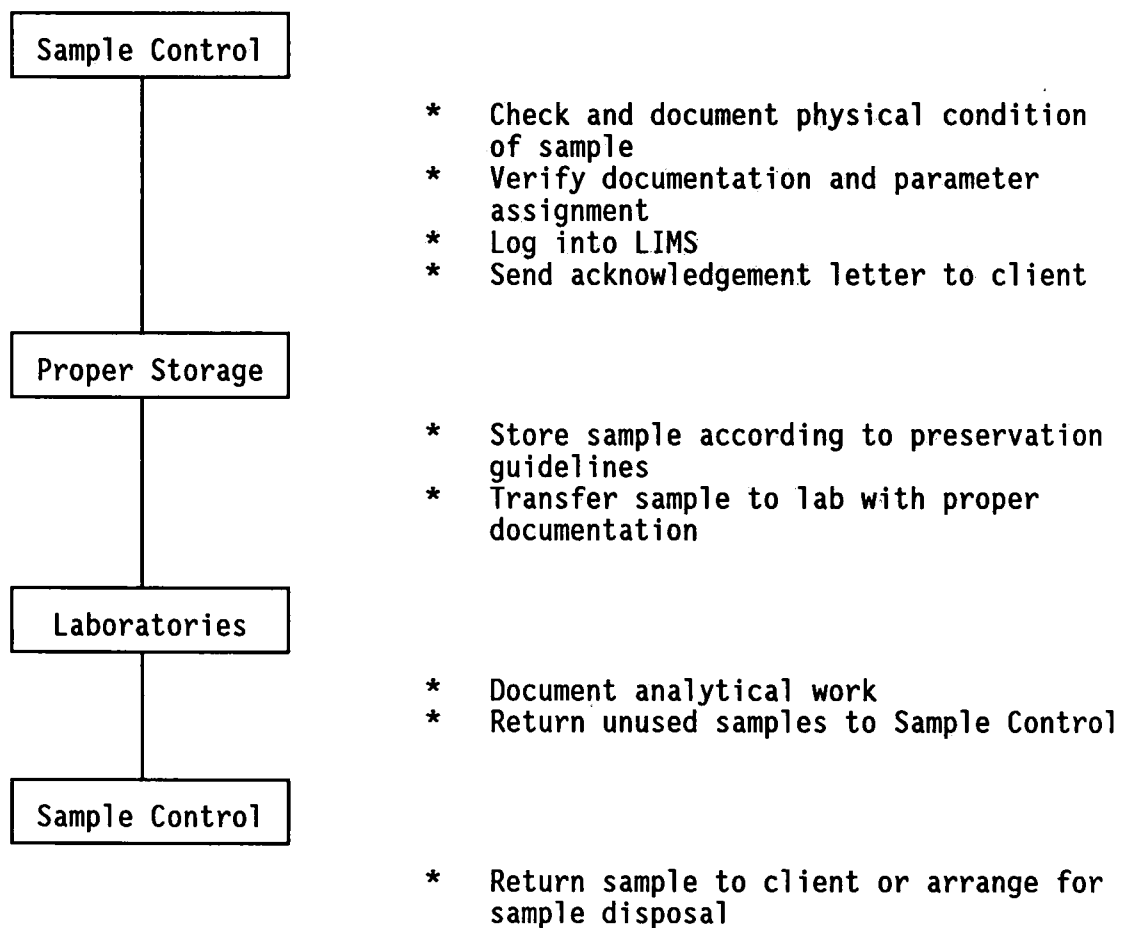 Sample Control
* Check and document physical condition
of sample
* Verify documentation and parameter
assignment
* Log into LIMS
* Send acknowledgement letter to client
Proper Storage
* Store sample according to preservation
guidelines
* Transfer sample to lab with proper
documentation
Laboratories
* Document analytical work
* Return unused samples to Sample Control
Sample Control
* Return sample to client or arrange for
sample disposal